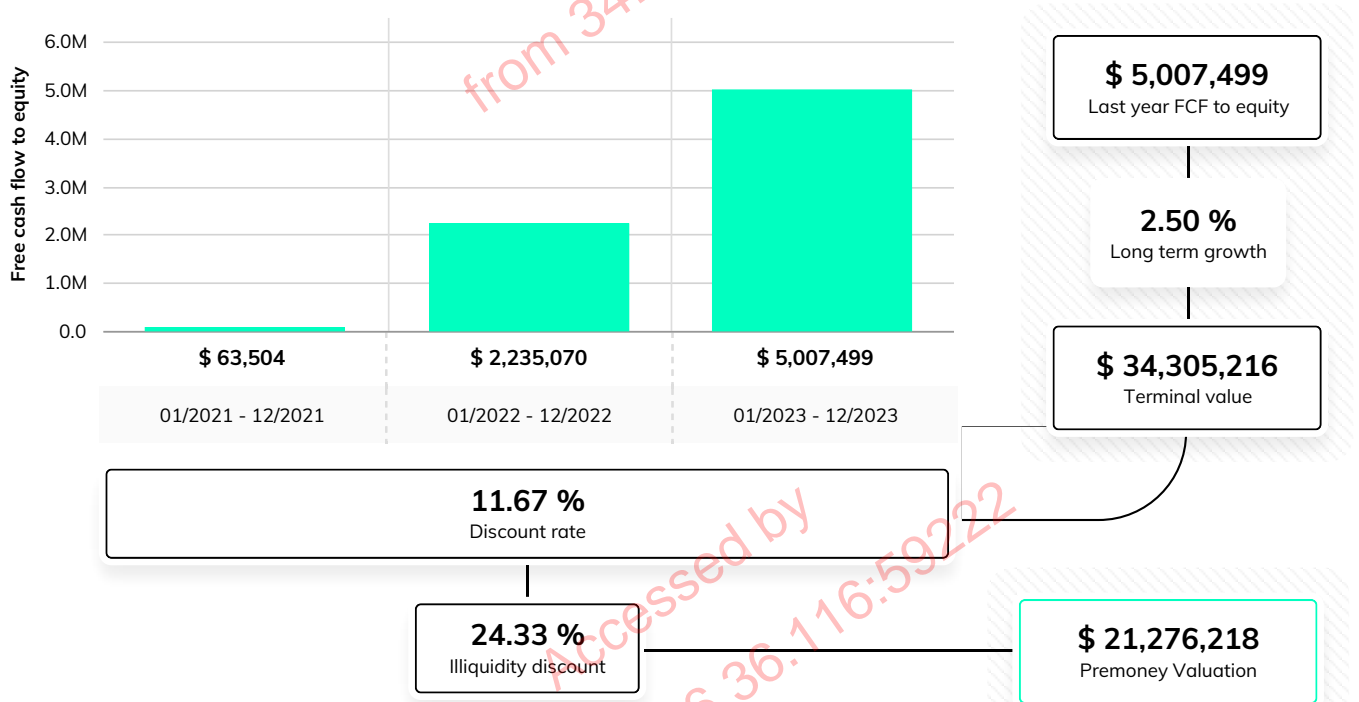 Free cash flow to equity
6.0M
5.0M
4.0M
3.0M
2.0M
1.0M
0.0
$ 63,504
$ 2,235,070
$ 5,007,499
01/2021 - 12/2021
01/2022 - 12/2022
01/2023 - 12/2023
$ 5,007,499
Last year FCF to equity
2.50 %
Long term growth
$ 34,305,216
Terminal value
11.67 %
Discount rate
24.33 %
Illiquidity discount
$ 21,276,218
Premoney Valuation
Accessed by
from 34.
36.116:59222